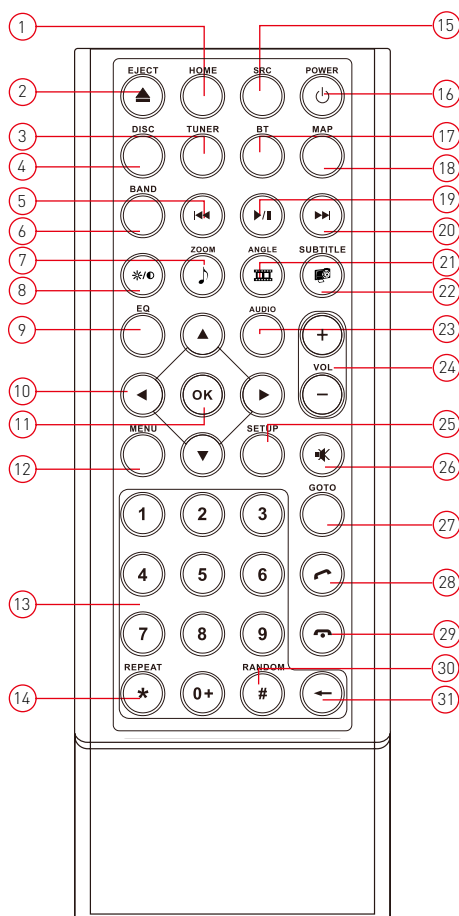 1
15
EJECT HOME SRC POWER
2
16
3
DISC TUNER BT MAP
17
4
18
BAND
5
19
6
20
7
ZOOM ANGLE SUBTITLE
21
8
22
EQ AUDIO
9
23
+
VOL
24
10
OK
-
11
25
MENU SETUP
12
26
GOTO
1 2 3
27
4 5 6
28
13
7 8 9
29
REPEAT RANDOM
30
14
* 0+ #
31